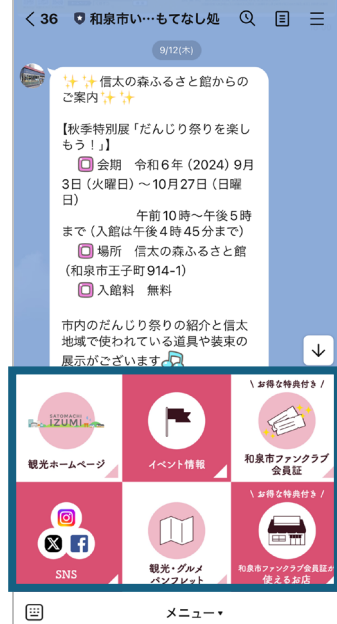 36 和泉市い…もてなし処
9/12(木)
✨✨信太の森ふるさと館からの
ご案内✨✨
【秋季特別展「だんじり祭りを楽し
もう！」】
会期 令和6年(2024)9月
3日(火曜日)～10月27日(日曜
日)
午前10時～午後5時
まで(入館は午後4時45分まで)
場所 信太の森ふるさと館
(和泉市王子町914-1)
入館料 無料
市内のだんじり祭りの紹介と信太
地域で使われている道具や装束の
展示がございます
SATOMACHI
IZUMI
観光ホームページ
イベント情報
\ お得な特典付き /
和泉市ファンクラブ
会員証
SNS
観光・グルメ
パンフレット
\ お得な特典付き /
和泉市ファンクラブ会員証が
使えるお店
メニュー▾